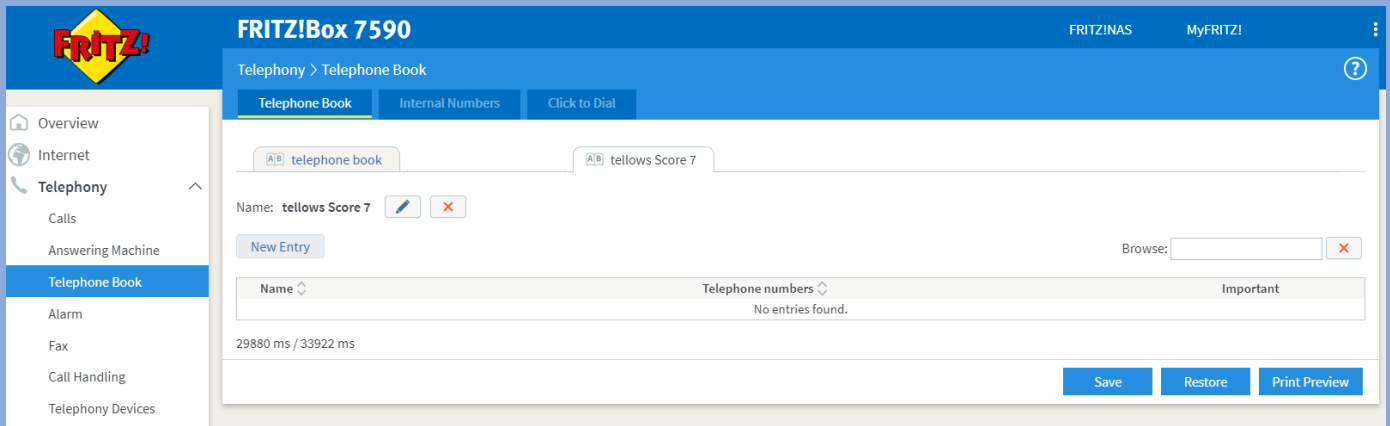 FRITZ!
FRITZ!Box 7590
FRITZ!NAS MyFRITZ!
Telephony > Telephone Book
?
Telephone Book Internal Numbers Click to Dial
Overview
Internet
Telephony
Calls
Answering Machine
Telephone Book
Alarm
Fax
Call Handling
Telephony Devices
AB telephone book AB tellows Score 7
Name: tellows Score 7
New Entry Browse:
Name Telephone numbers Important
No entries found.
29880 ms / 33922 ms
Save Restore Print Preview